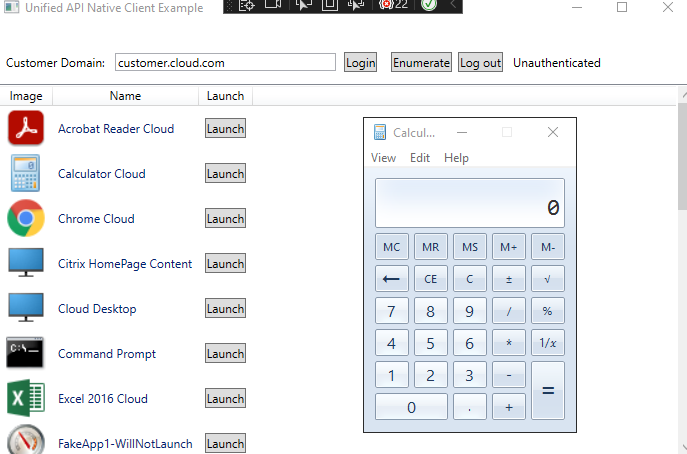 Unified API Native Client Example
22
Customer Domain: customer.cloud.com Login Enumerate Log out Unauthenticated
Image Name Launch
Acrobat Reader Cloud Launch
Calculator Cloud Launch
Chrome Cloud Launch
Citrix HomePage Content Launch
Cloud Desktop Launch
C:\ Command Prompt Launch
Excel 2016 Cloud Launch
FakeApp1-WillNotLaunch Launch
Calcul...
View Edit Help
0
MC MR MS M+ M-
← CE C ± √
7 8 9 / %
4 5 6 * 1/x
1 2 3 - =
0 . +